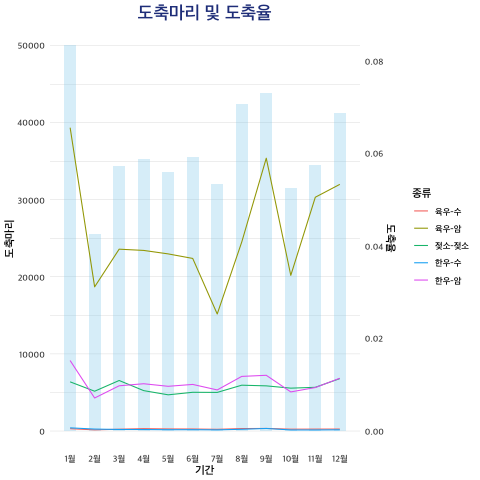 도축마리 및 도축율
50000
40000
30000
20000
10000
0
도축마리
0.08
0.06
0.04
0.02
0.00
도축율
1월 2월 3월 4월 5월 6월 7월 8월 9월 10월 11월 12월
기간
종류
육우-수
육우-암
젖소-젖소
한우-수
한우-암